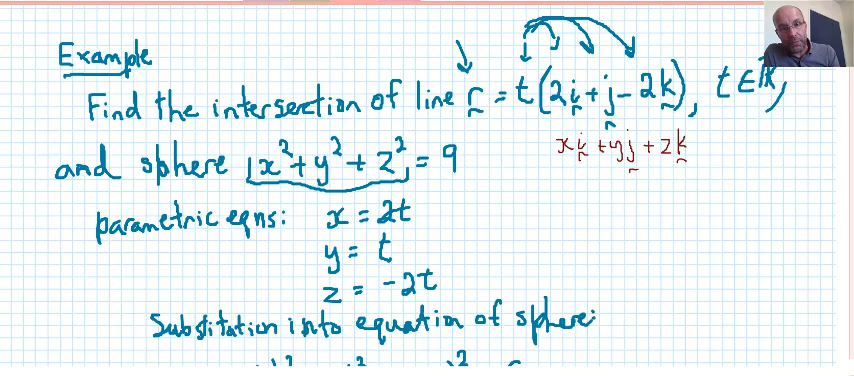 Example
Find the intersection of line r = t(2i + j - 2k), t ∈ ℝ,
xi + yj + zk
and sphere x² + y² + z² = 9
parametric eqns: x = 2t
y = t
z = -2t
Substitution into equation of sphere: